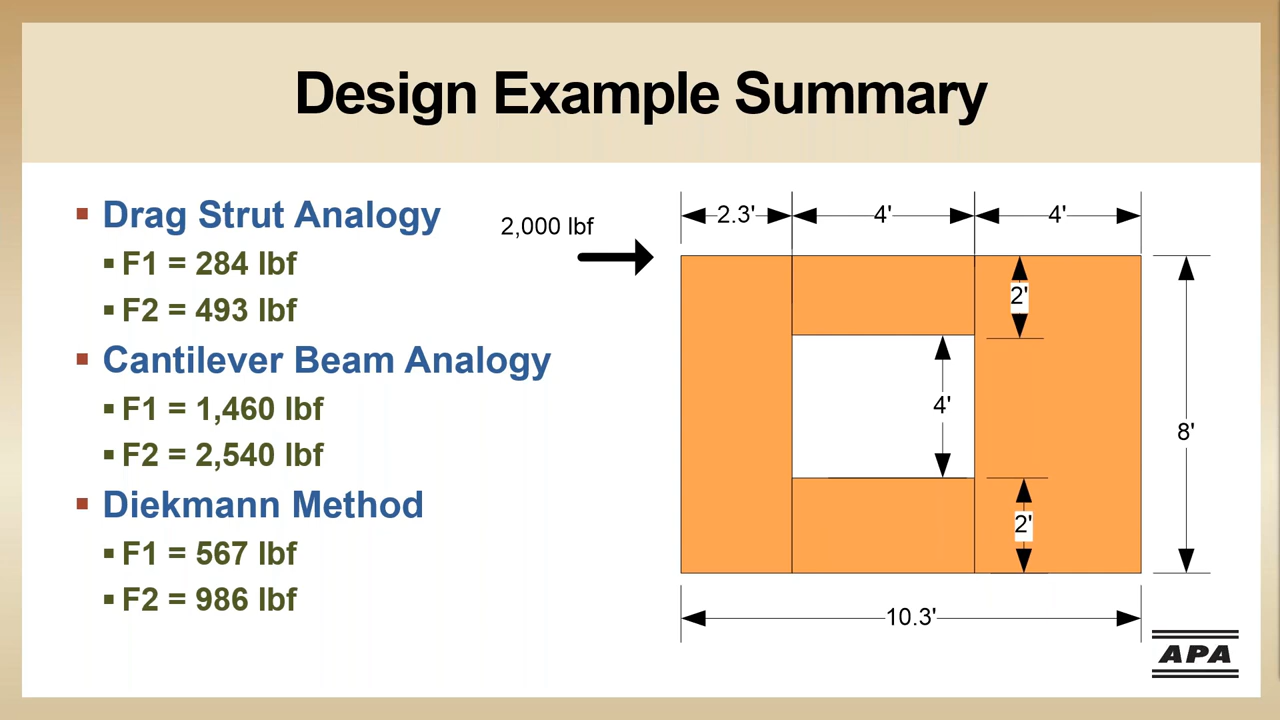 Design Example Summary
▪ Drag Strut Analogy
▪ F1 = 284 lbf
▪ F2 = 493 lbf
▪ Cantilever Beam Analogy
▪ F1 = 1,460 lbf
▪ F2 = 2,540 lbf
▪ Diekmann Method
▪ F1 = 567 lbf
▪ F2 = 986 lbf
2,000 lbf
2.3'
4'
4'
2'
4'
8'
2'
10.3'
APA